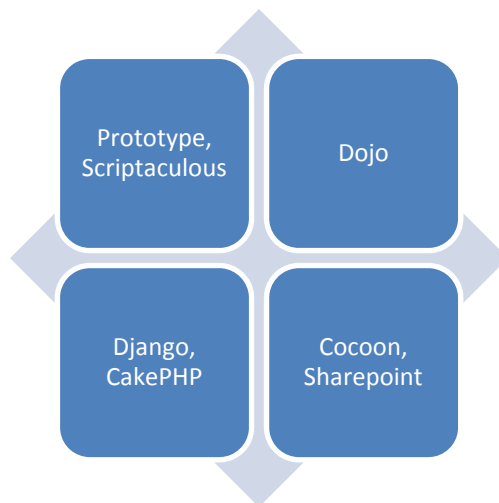 Prototype,
Scriptaculous
Dojo
Django,
CakePHP
Cocoon,
Sharepoint